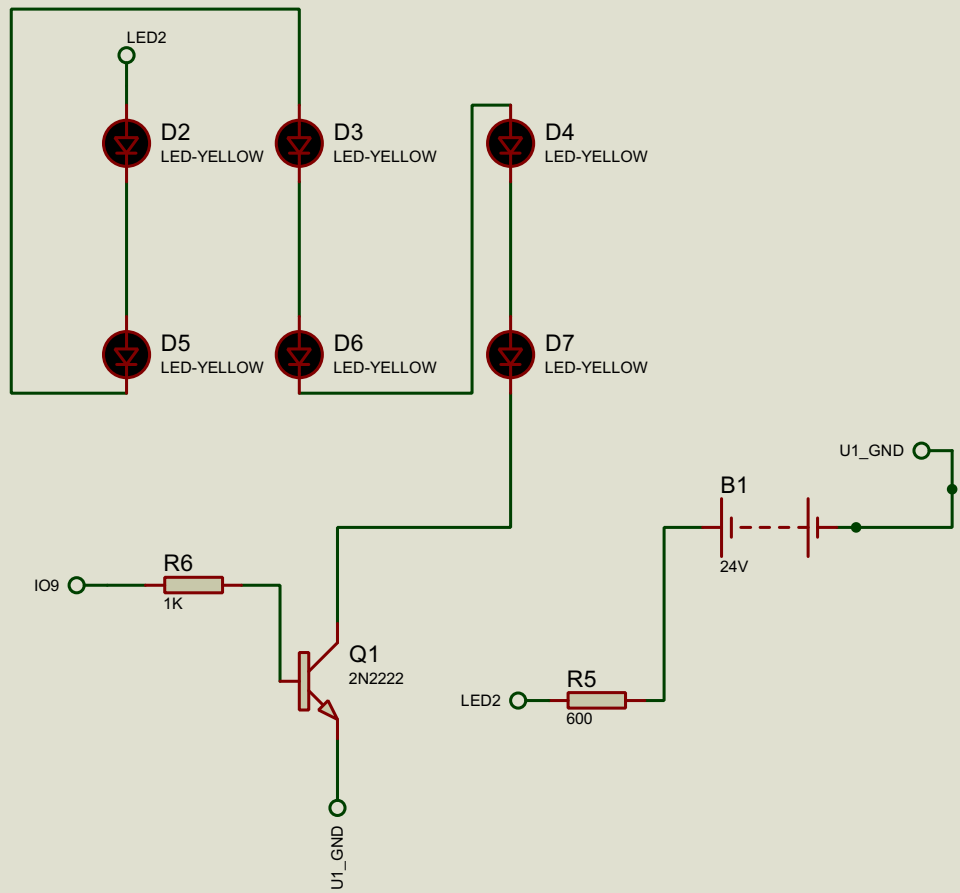 LED2
D2
LED-YELLOW
D3
LED-YELLOW
D4
LED-YELLOW
D5
LED-YELLOW
D6
LED-YELLOW
D7
LED-YELLOW
U1_GND
B1
24V
R6
IO9
1K
Q1
2N2222
R5
LED2
600
U1_GND